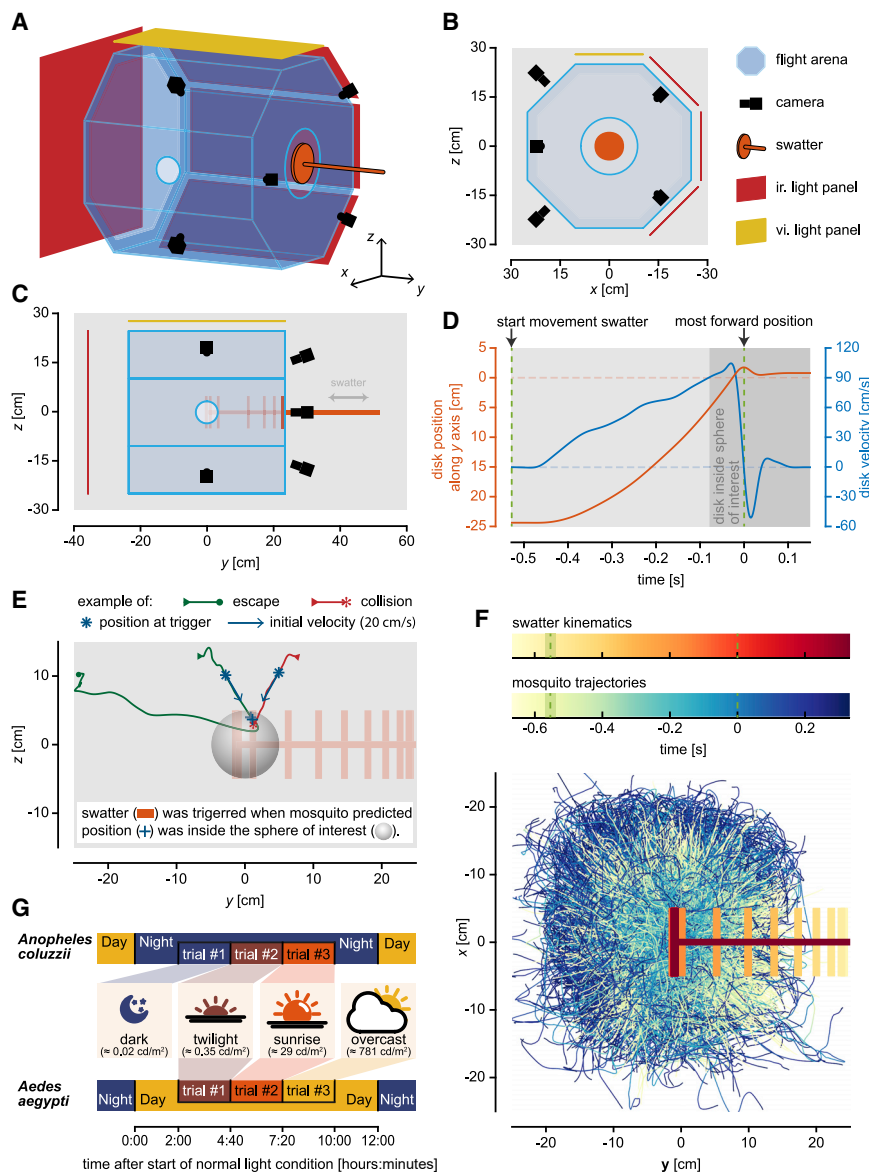 A
B
30
15
0
-15
-30
z [cm]
30
15
0
-15
-30
x [cm]
z
x
y
flight arena
camera
swatter
ir. light panel
vi. light panel
C
30
15
0
-15
-30
z [cm]
swatter
-40
-20
0
20
40
60
y [cm]
D
start movement swatter
most forward position
5
0
5
10
15
20
-25
disk position
along y axis [cm]
disk inside sphere
of interest
120
90
60
30
0
-30
-60
disk velocity [cm/s]
-0.5
-0.4
-0.3
-0.2
-0.1
0
0.1
time [s]
E
example of:
escape
collision
position at trigger
initial velocity (20 cm/s)
10
0
-10
z [cm]
swatter ( ) was trigerred when mosquito predicted
position ( ) was inside the sphere of interest ( ).
-20
-10
0
10
20
y [cm]
F
swatter kinematics
mosquito trajectories
-0.6
-0.4
-0.2
0
0.2
time [s]
-20
-10
0
-10
-20
x [cm]
-20
-10
0
10
20
y [cm]
G
Anopheles
coluzzii
Day
Night
trial #1
trial #2
trial #3
Night
Day
dark
(≈ 0.02 cd/m²)
twilight
(≈ 0.35 cd/m²)
sunrise
(≈ 29 cd/m²)
overcast
(≈ 781 cd/m²)
Aedes
aegypti
Night
Day
trial #1
trial #2
trial #3
Day
Night
0:00
2:00
4:40
7:20
10:00
12:00
time after start of normal light condition [hours:minutes]